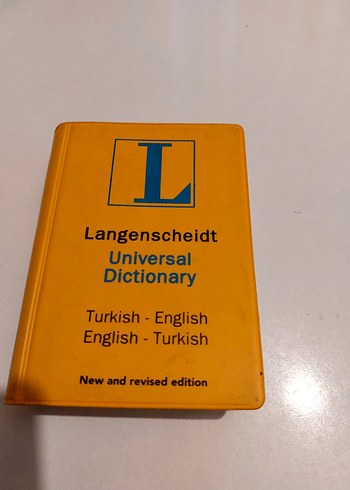 L
Langenscheidt
Universal
Dictionary
Turkish - English
English - Turkish
New and revised edition